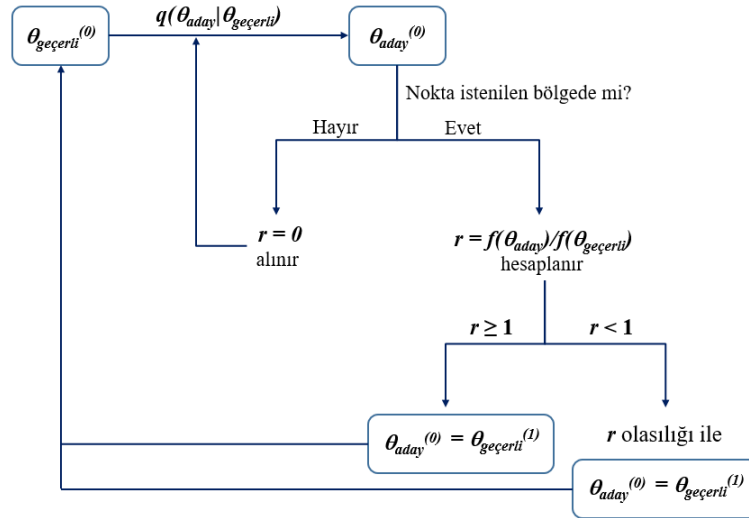 θgeçerli(0)
q(θaday|θgeçerli)
θaday(0)
Nokta istenilen bölgede mi?
Hayır
Evet
r = 0
alınır
r = f(θaday)/f(θgeçerli)
hesaplanır
r ≥ 1
r < 1
θaday(0) = θgeçerli(1)
r olasılığı ile
θaday(0) = θgeçerli(1)